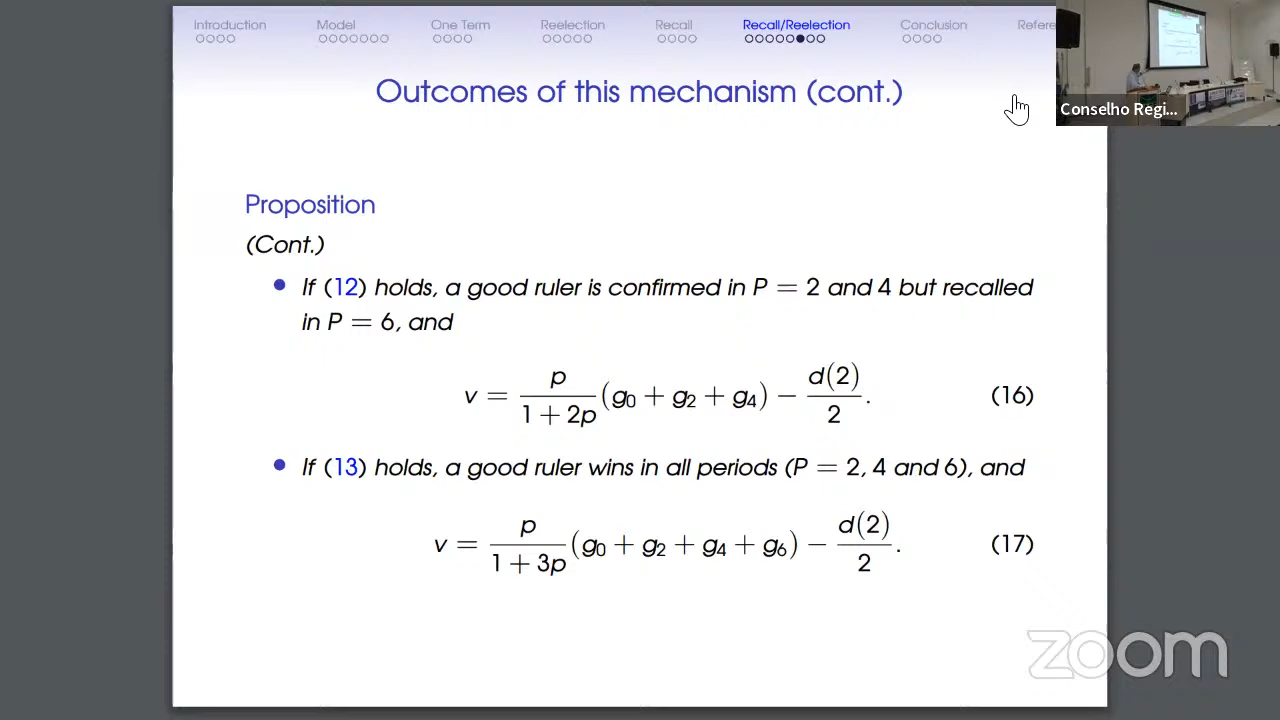 Introduction Model One Term Reelection Recall Recall/Reelection Conclusion Refere
Conselho Regi...
Outcomes of this mechanism (cont.)
Proposition
(Cont.)
• If (12) holds, a good ruler is confirmed in P = 2 and 4 but recalled
in P = 6, and
v = p/(1 + 2p) (g₀ + g₂ + g₄) − d(2)/2. (16)
• If (13) holds, a good ruler wins in all periods (P = 2, 4 and 6), and
v = p/(1 + 3p) (g₀ + g₂ + g₄ + g₆) − d(2)/2. (17)
zoom